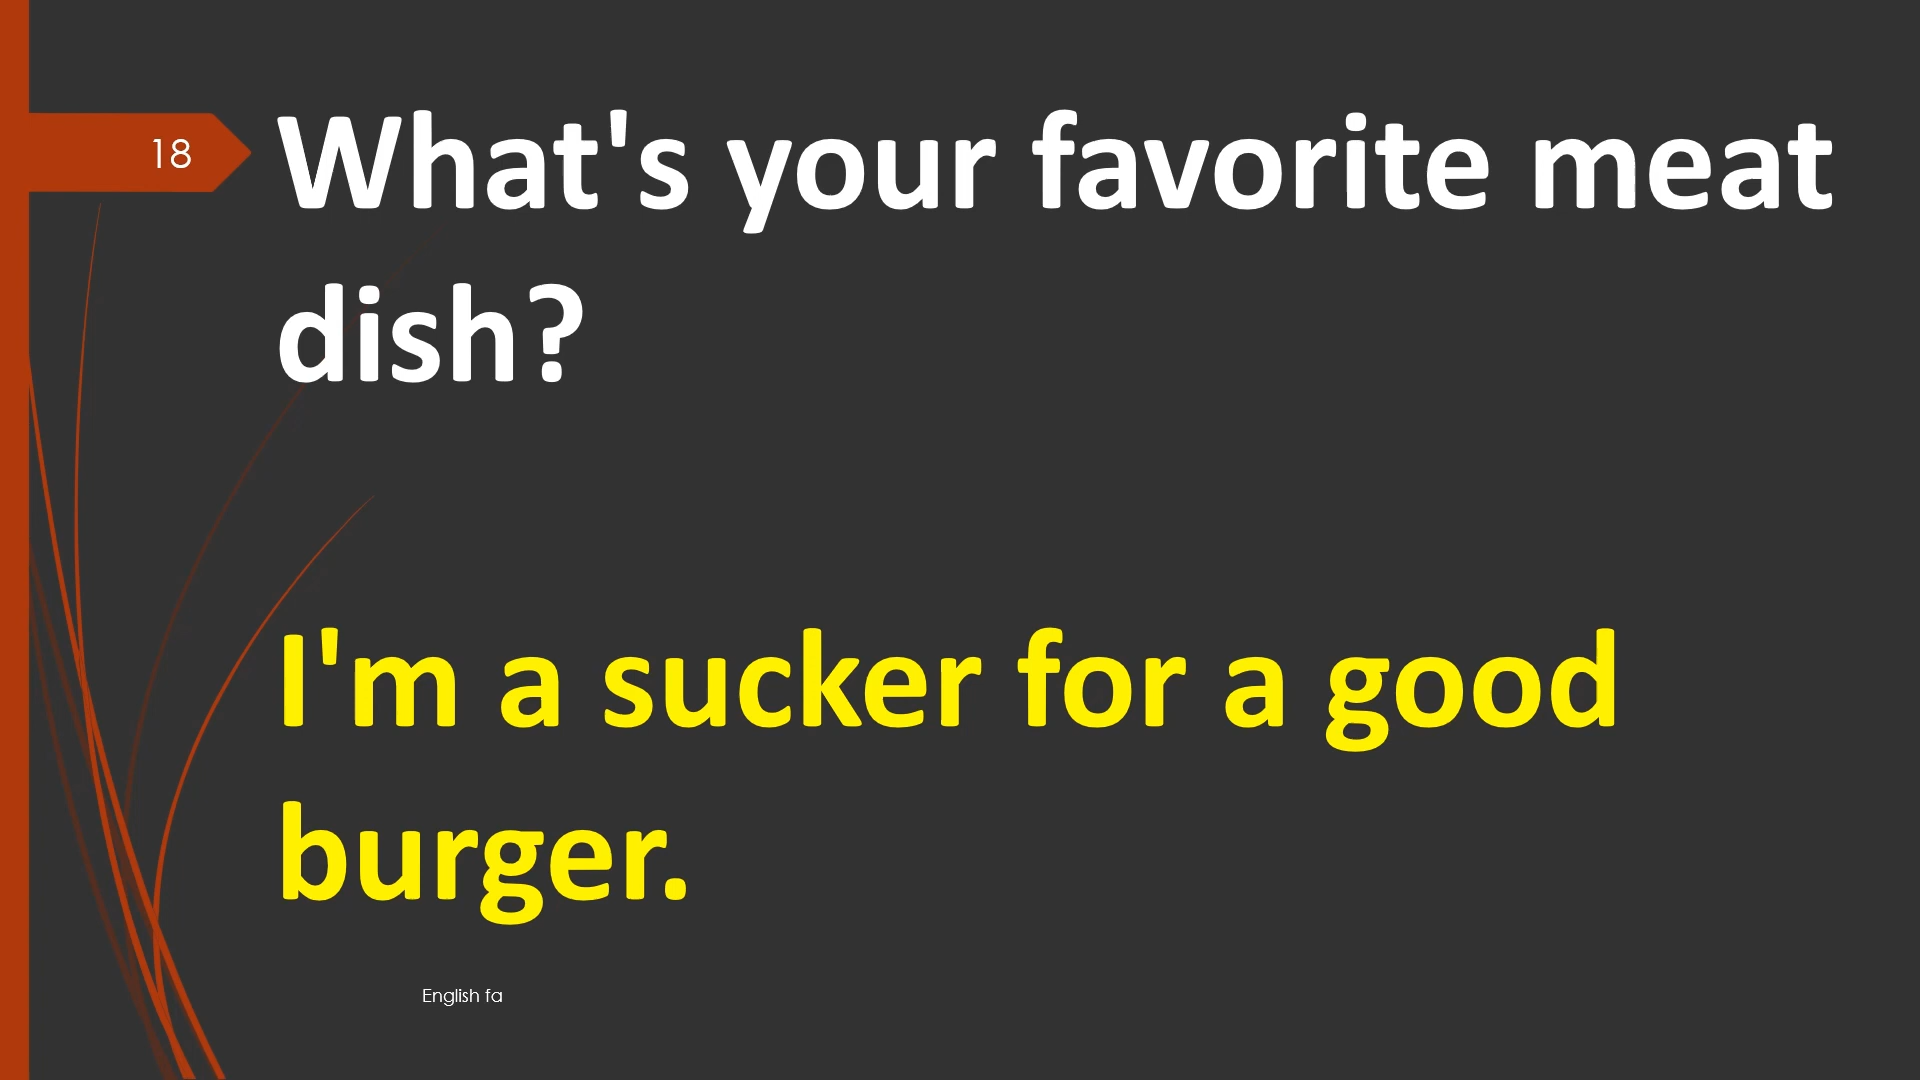 18
What's your favorite meat
dish?
I'm a sucker for a good
burger.
English fa